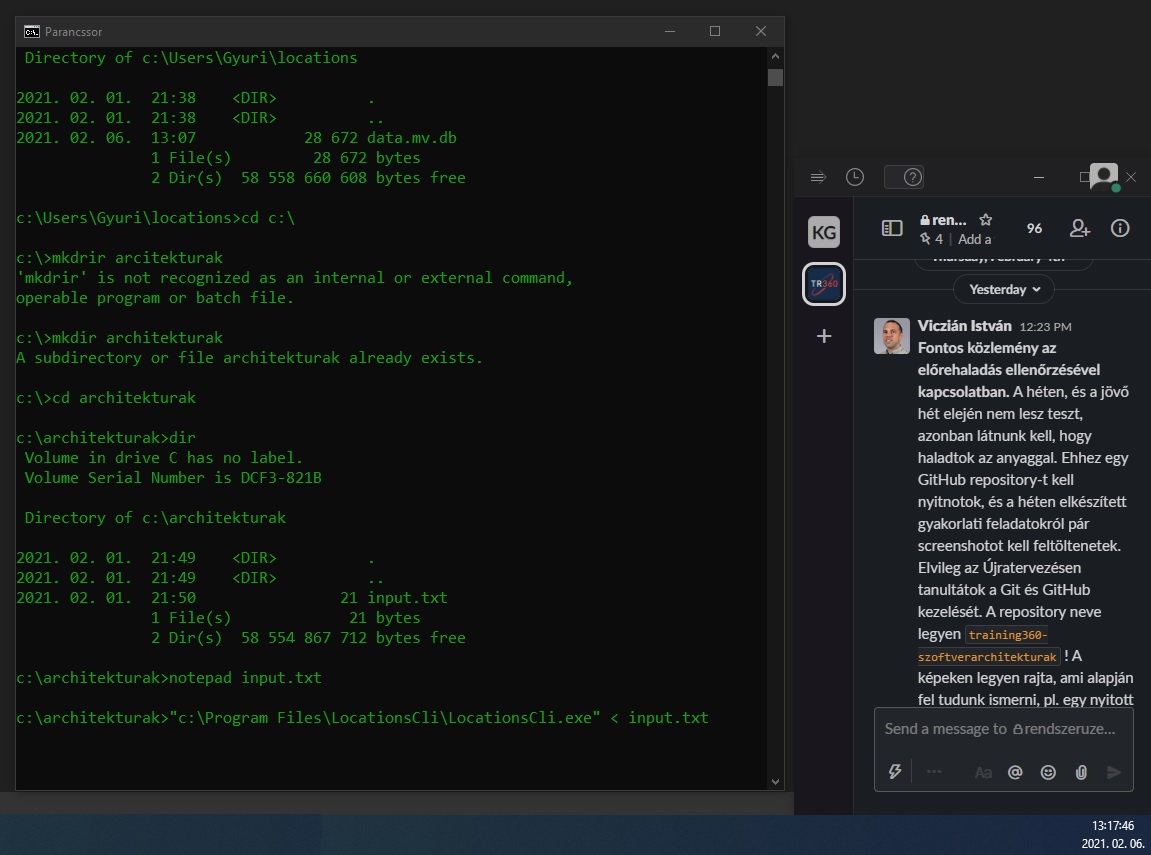 Parancssor
Directory of c:\Users\Gyuri\locations
2021. 02. 01.  21:38    <DIR>          .
2021. 02. 01.  21:38    <DIR>          ..
2021. 02. 06.  13:07            28 672 data.mv.db
1 File(s)         28 672 bytes
2 Dir(s)  58 558 660 608 bytes free
c:\Users\Gyuri\locations>cd c:\
c:\>mkdrir arcitekturak
'mkdrir' is not recognized as an internal or external command,
operable program or batch file.
c:\>mkdir architekturak
A subdirectory or file architekturak already exists.
c:\>cd architekturak
c:\architekturak>dir
Volume in drive C has no label.
Volume Serial Number is DCF3-821B
Directory of c:\architekturak
2021. 02. 01.  21:49    <DIR>          .
2021. 02. 01.  21:49    <DIR>          ..
2021. 02. 01.  21:50                21 input.txt
1 File(s)             21 bytes
2 Dir(s)  58 554 867 712 bytes free
c:\architekturak>notepad input.txt
c:\architekturak>"c:\Program Files\LocationsCli\LocationsCli.exe" < input.txt
KG
TR360
ren...
96
4 | Add a
Thursday, February 4th
Yesterday
Viczián István 12:23 PM
Fontos közlemény az
előrehaladás ellenőrzésével
kapcsolatban. A héten, és a jövő
hét elején nem lesz teszt,
azonban látnunk kell, hogy
haladtok az anyaggal. Ehhez egy
GitHub repository-t kell
nyitnotok, és a héten elkészített
gyakorlati feladatokról pár
screenshotot kell feltöltenetek.
Elvileg az Újratervezésen
tanultátok a Git és GitHub
kezelését. A repository neve
legyen training360-
szoftverarchitekturak ! A
képeken legyen rajta, ami alapján
fel tudunk ismerni, pl. egy nyitott
Send a message to rendszeruze...
Aa
13:17:46
2021. 02. 06.